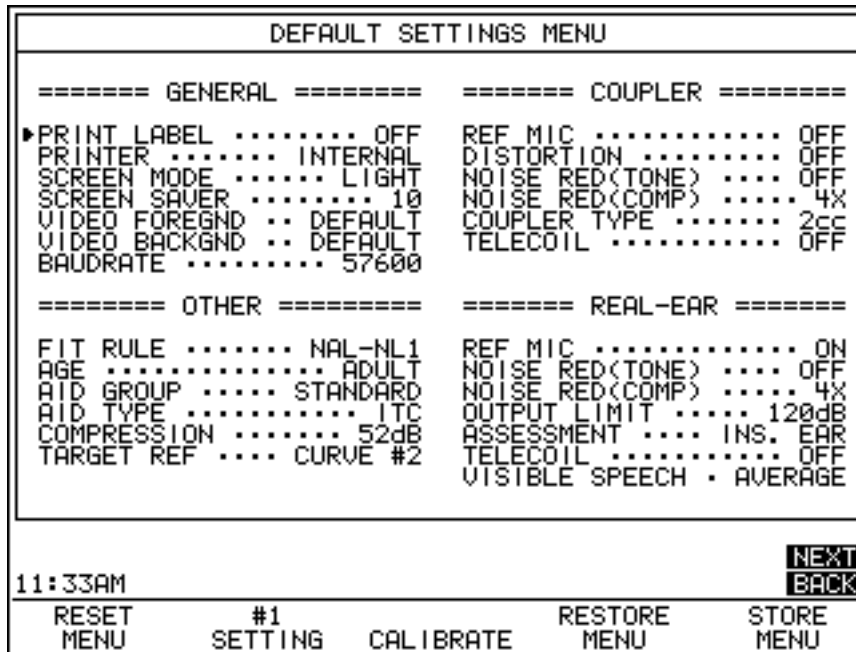 DEFAULT SETTINGS MENU
======= GENERAL ========
▶PRINT LABEL ········ OFF
PRINTER ······· INTERNAL
SCREEN MODE ······ LIGHT
SCREEN SAVER ········· 10
VIDEO FOREGND ·· DEFAULT
VIDEO BACKGND ·· DEFAULT
BAUDRATE ········· 57600
======== OTHER =========
FIT RULE ······· NAL-NL1
AGE ··············· ADULT
AID GROUP ····· STANDARD
AID TYPE ··········· ITC
COMPRESSION ······· 52dB
TARGET REF ···· CURVE #2
======= COUPLER ========
REF MIC ············ OFF
DISTORTION ········· OFF
NOISE RED(TONE) ···· OFF
NOISE RED(COMP) ····· 4X
COUPLER TYPE ······· 2cc
TELECOIL ··········· OFF
======= REAL-EAR =======
REF MIC ············· ON
NOISE RED(TONE) ···· OFF
NOISE RED(COMP) ····· 4X
OUTPUT LIMIT ····· 120dB
ASSESSMENT ···· INS. EAR
TELECOIL ··········· OFF
VISIBLE SPEECH · AVERAGE
NEXT
11:33AM
BACK
RESET MENU
#1 SETTING
CALIBRATE
RESTORE MENU
STORE MENU